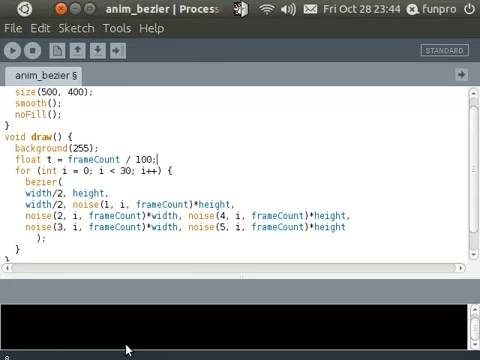 anim_bezier | Process
Fri Oct 28 23:44
funpro
File Edit Sketch Tools Help
STANDARD
anim_bezier §
size(500, 400);
smooth();
noFill();
}
void draw() {
background(255);
float t = frameCount / 100;
for (int i = 0; i < 30; i++) {
bezier(
width/2, height,
width/2, noise(1, i, frameCount)*height,
noise(2, i, frameCount)*width, noise(4, i, frameCount)*height,
noise(3, i, frameCount)*width, noise(5, i, frameCount)*height
);
}
}
8